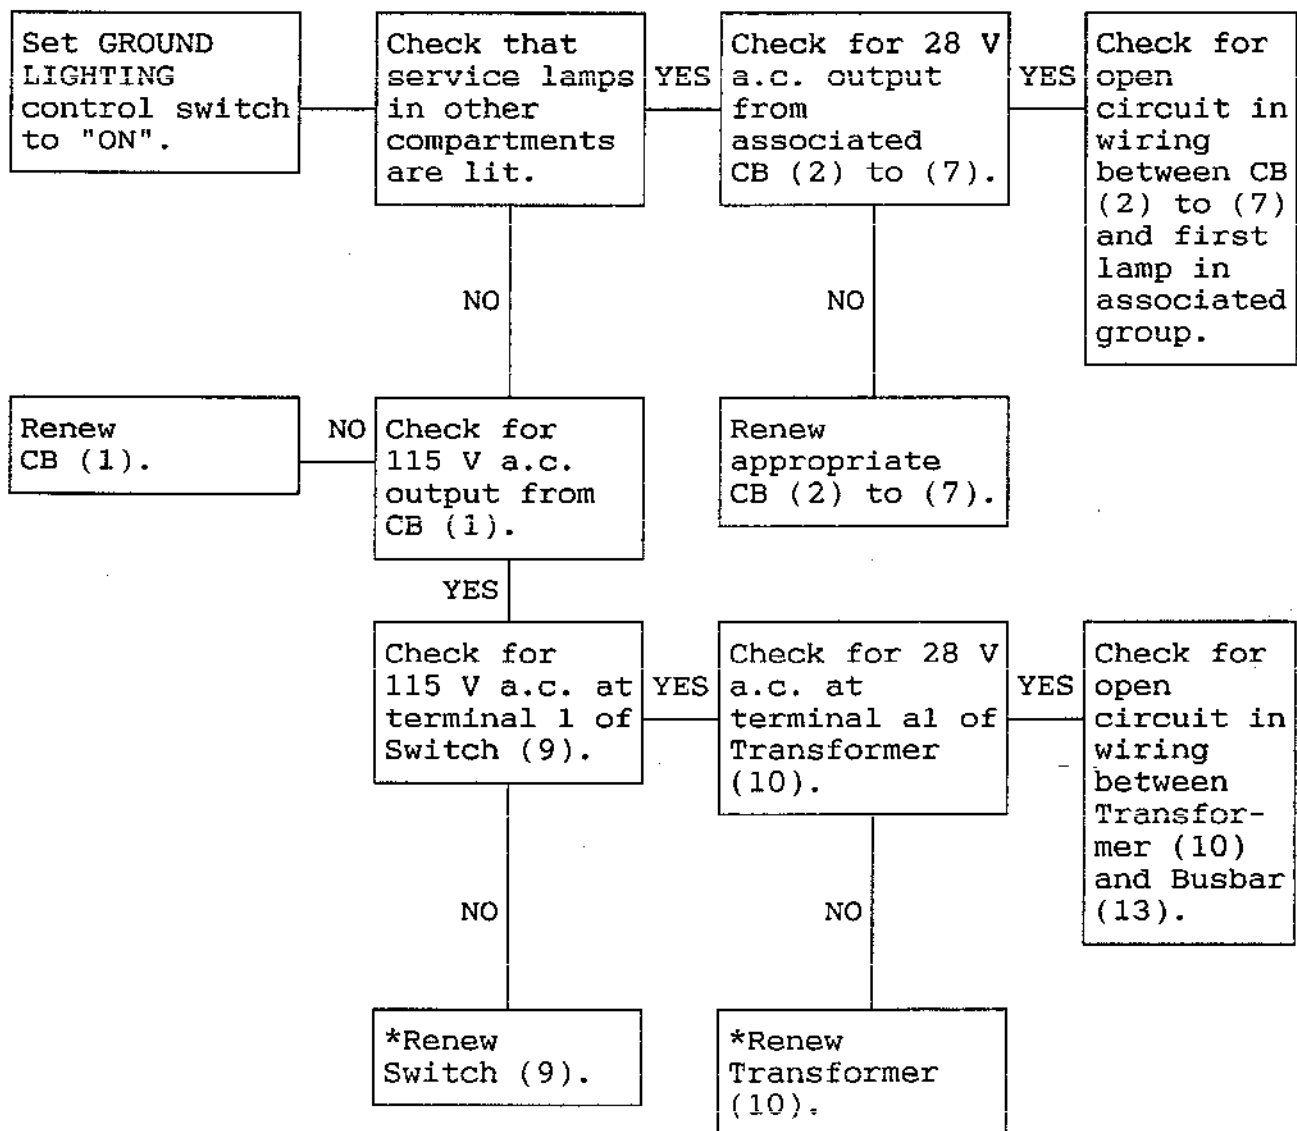 Set GROUND
LIGHTING
control switch
to "ON".
Check that
service lamps
in other
compartments
are lit.
YES
Check for 28 V
a.c. output
from
associated
CB (2) to (7).
YES
Check for
open
circuit in
wiring
between CB
(2) to (7)
and first
lamp in
associated
group.
NO
NO
Renew
CB (1).
NO
Check for
115 V a.c.
output from
CB (1).
Renew
appropriate
CB (2) to (7).
YES
Check for
115 V a.c. at
terminal 1 of
Switch (9).
YES
Check for 28 V
a.c. at
terminal a1 of
Transformer
(10).
YES
Check for
open
circuit in
wiring
between
Transfor-
mer (10)
and Busbar
(13).
NO
NO
*Renew
Switch (9).
*Renew
Transformer
(10).